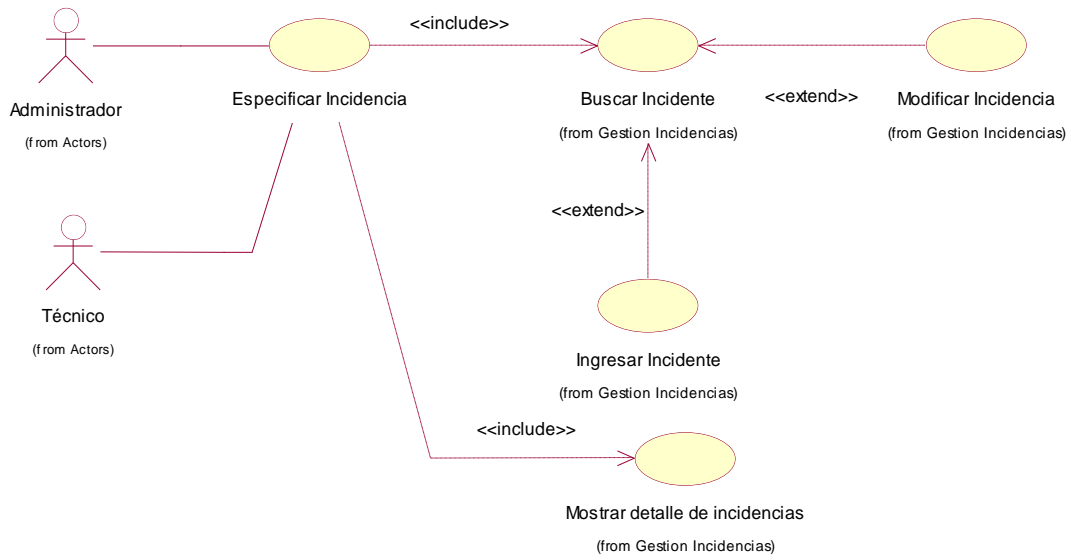 <<include>>
Administrador
(from Actors)
Especificar Incidencia
Buscar Incidente
(from Gestion Incidencias)
<<extend>>
Modificar Incidencia
(from Gestion Incidencias)
<<extend>>
Técnico
(from Actors)
Ingresar Incidente
(from Gestion Incidencias)
<<include>>
Mostrar detalle de incidencias
(from Gestion Incidencias)